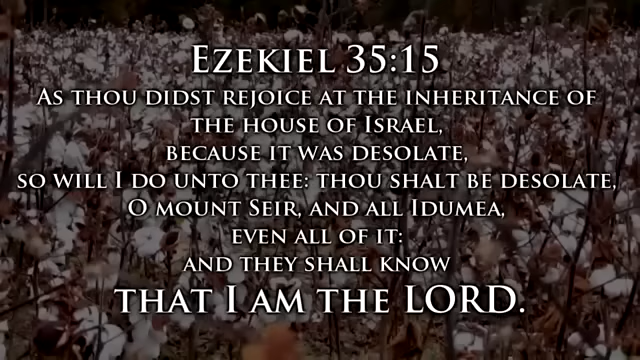 Ezekiel 35:15
As thou didst rejoice at the inheritance of
the house of Israel,
because it was desolate,
so will I do unto thee: thou shalt be desolate,
O mount Seir, and all Idumea,
even all of it:
and they shall know
that I am the LORD.